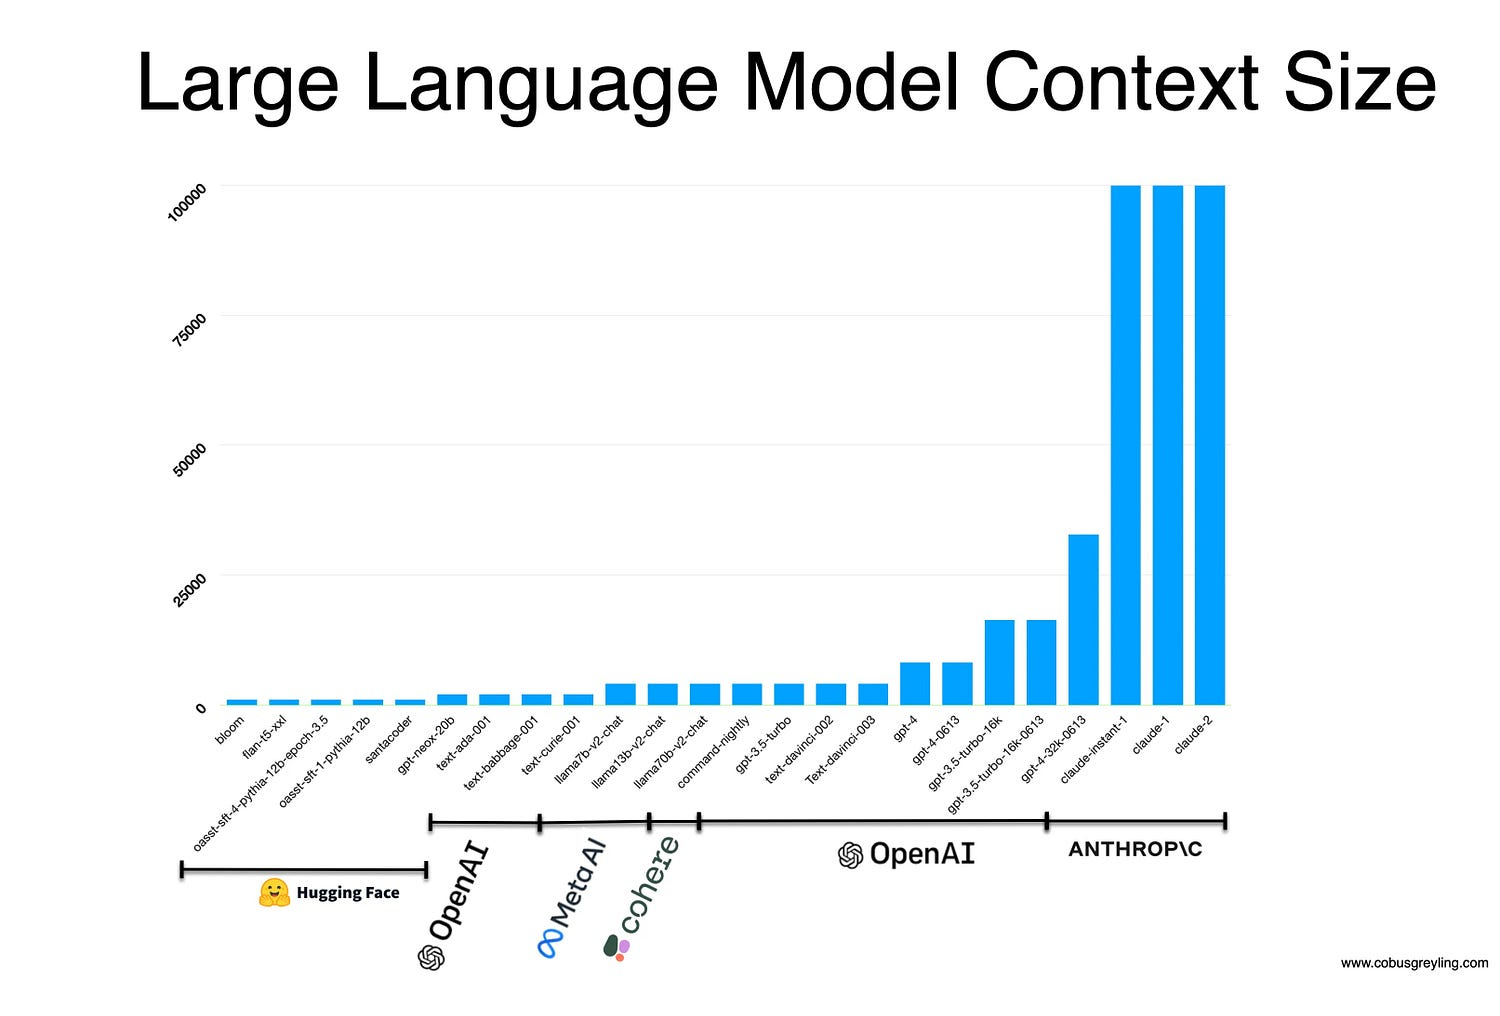 Large Language Model Context Size
100000
75000
50000
25000
0
bloom
flan-t5-xxl
oasst-sft-4-pythia-12b-epoch-3.5
oasst-sft-1-pythia-12b
santacoder
gpt-neox-20b
text-ada-001
text-babbage-001
text-curie-001
llama7b-v2-chat
llama13b-v2-chat
llama70b-v2-chat
command-nightly
gpt-3.5-turbo
text-davinci-002
Text-davinci-003
gpt-4
gpt-4-0613
gpt-3.5-turbo-16k
gpt-3.5-turbo-16k-0613
gpt-4-32k-0613
claude-instant-1
claude-1
claude-2
Hugging Face
OpenAI
Meta AI
cohere
OpenAI
ANTHROP\C
www.cobusgreyling.com